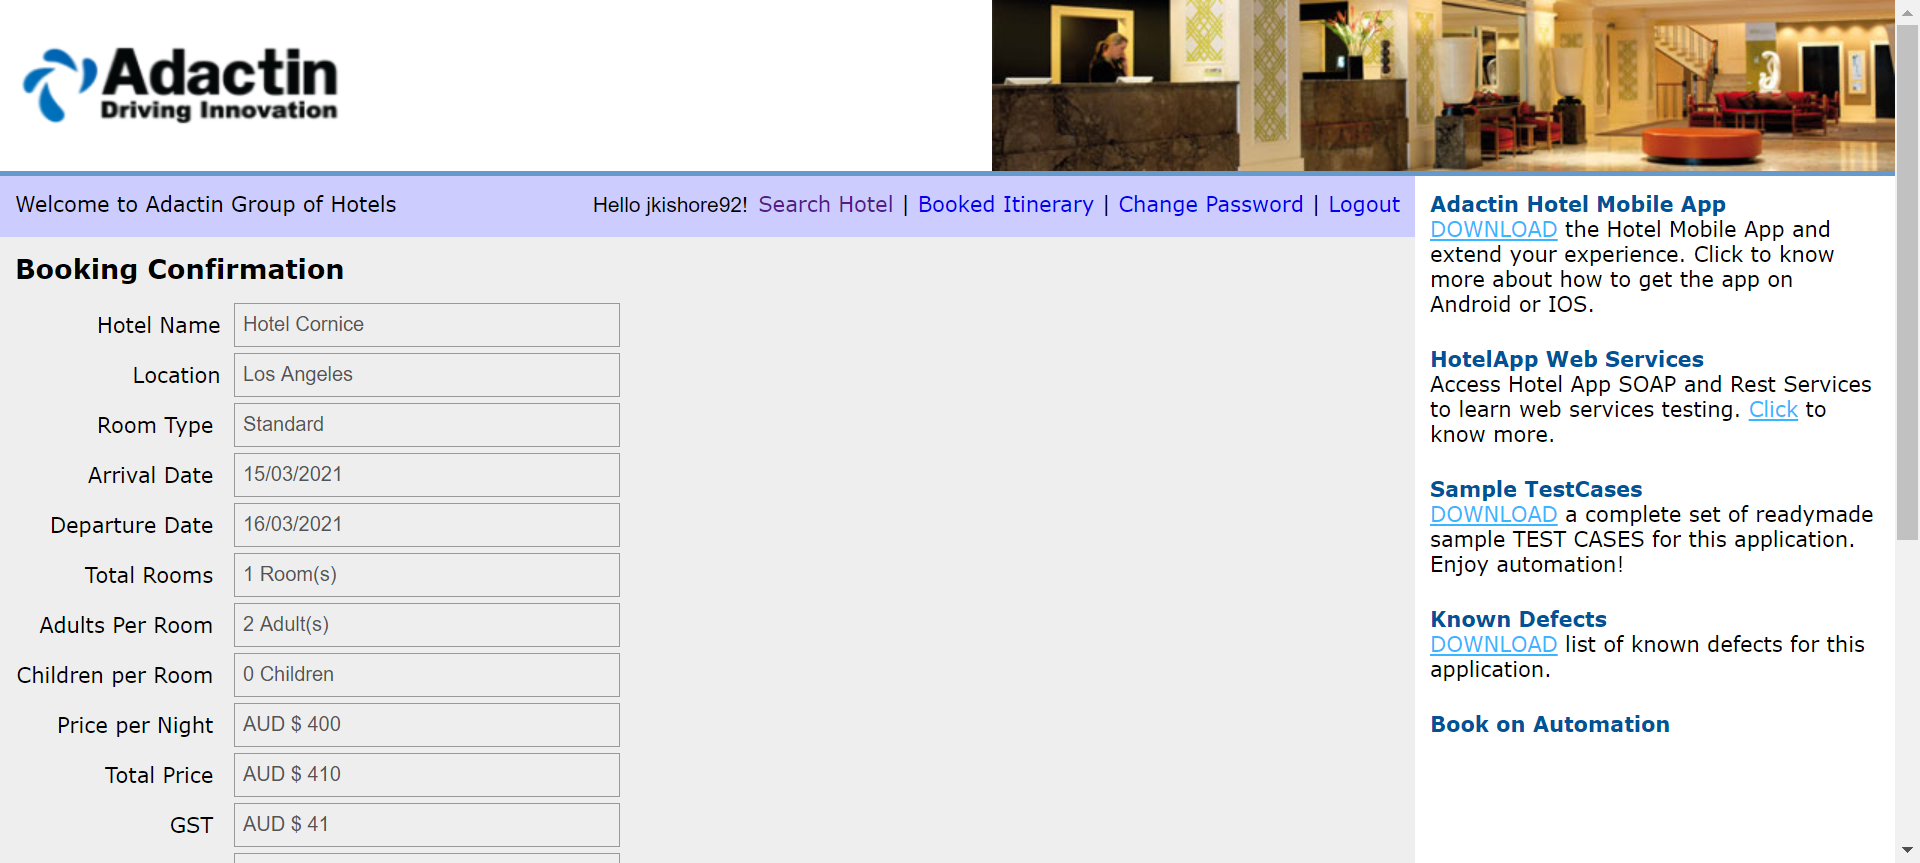 Adactin
Driving Innovation
Welcome to Adactin Group of Hotels
Hello jkishore92! Search Hotel | Booked Itinerary | Change Password | Logout
Booking Confirmation
Hotel Name Hotel Cornice
Location Los Angeles
Room Type Standard
Arrival Date 15/03/2021
Departure Date 16/03/2021
Total Rooms 1 Room(s)
Adults Per Room 2 Adult(s)
Children per Room 0 Children
Price per Night AUD $ 400
Total Price AUD $ 410
GST AUD $ 41
Adactin Hotel Mobile App
DOWNLOAD the Hotel Mobile App and
extend your experience. Click to know
more about how to get the app on
Android or IOS.
HotelApp Web Services
Access Hotel App SOAP and Rest Services
to learn web services testing. Click to
know more.
Sample TestCases
DOWNLOAD a complete set of readymade
sample TEST CASES for this application.
Enjoy automation!
Known Defects
DOWNLOAD list of known defects for this
application.
Book on Automation